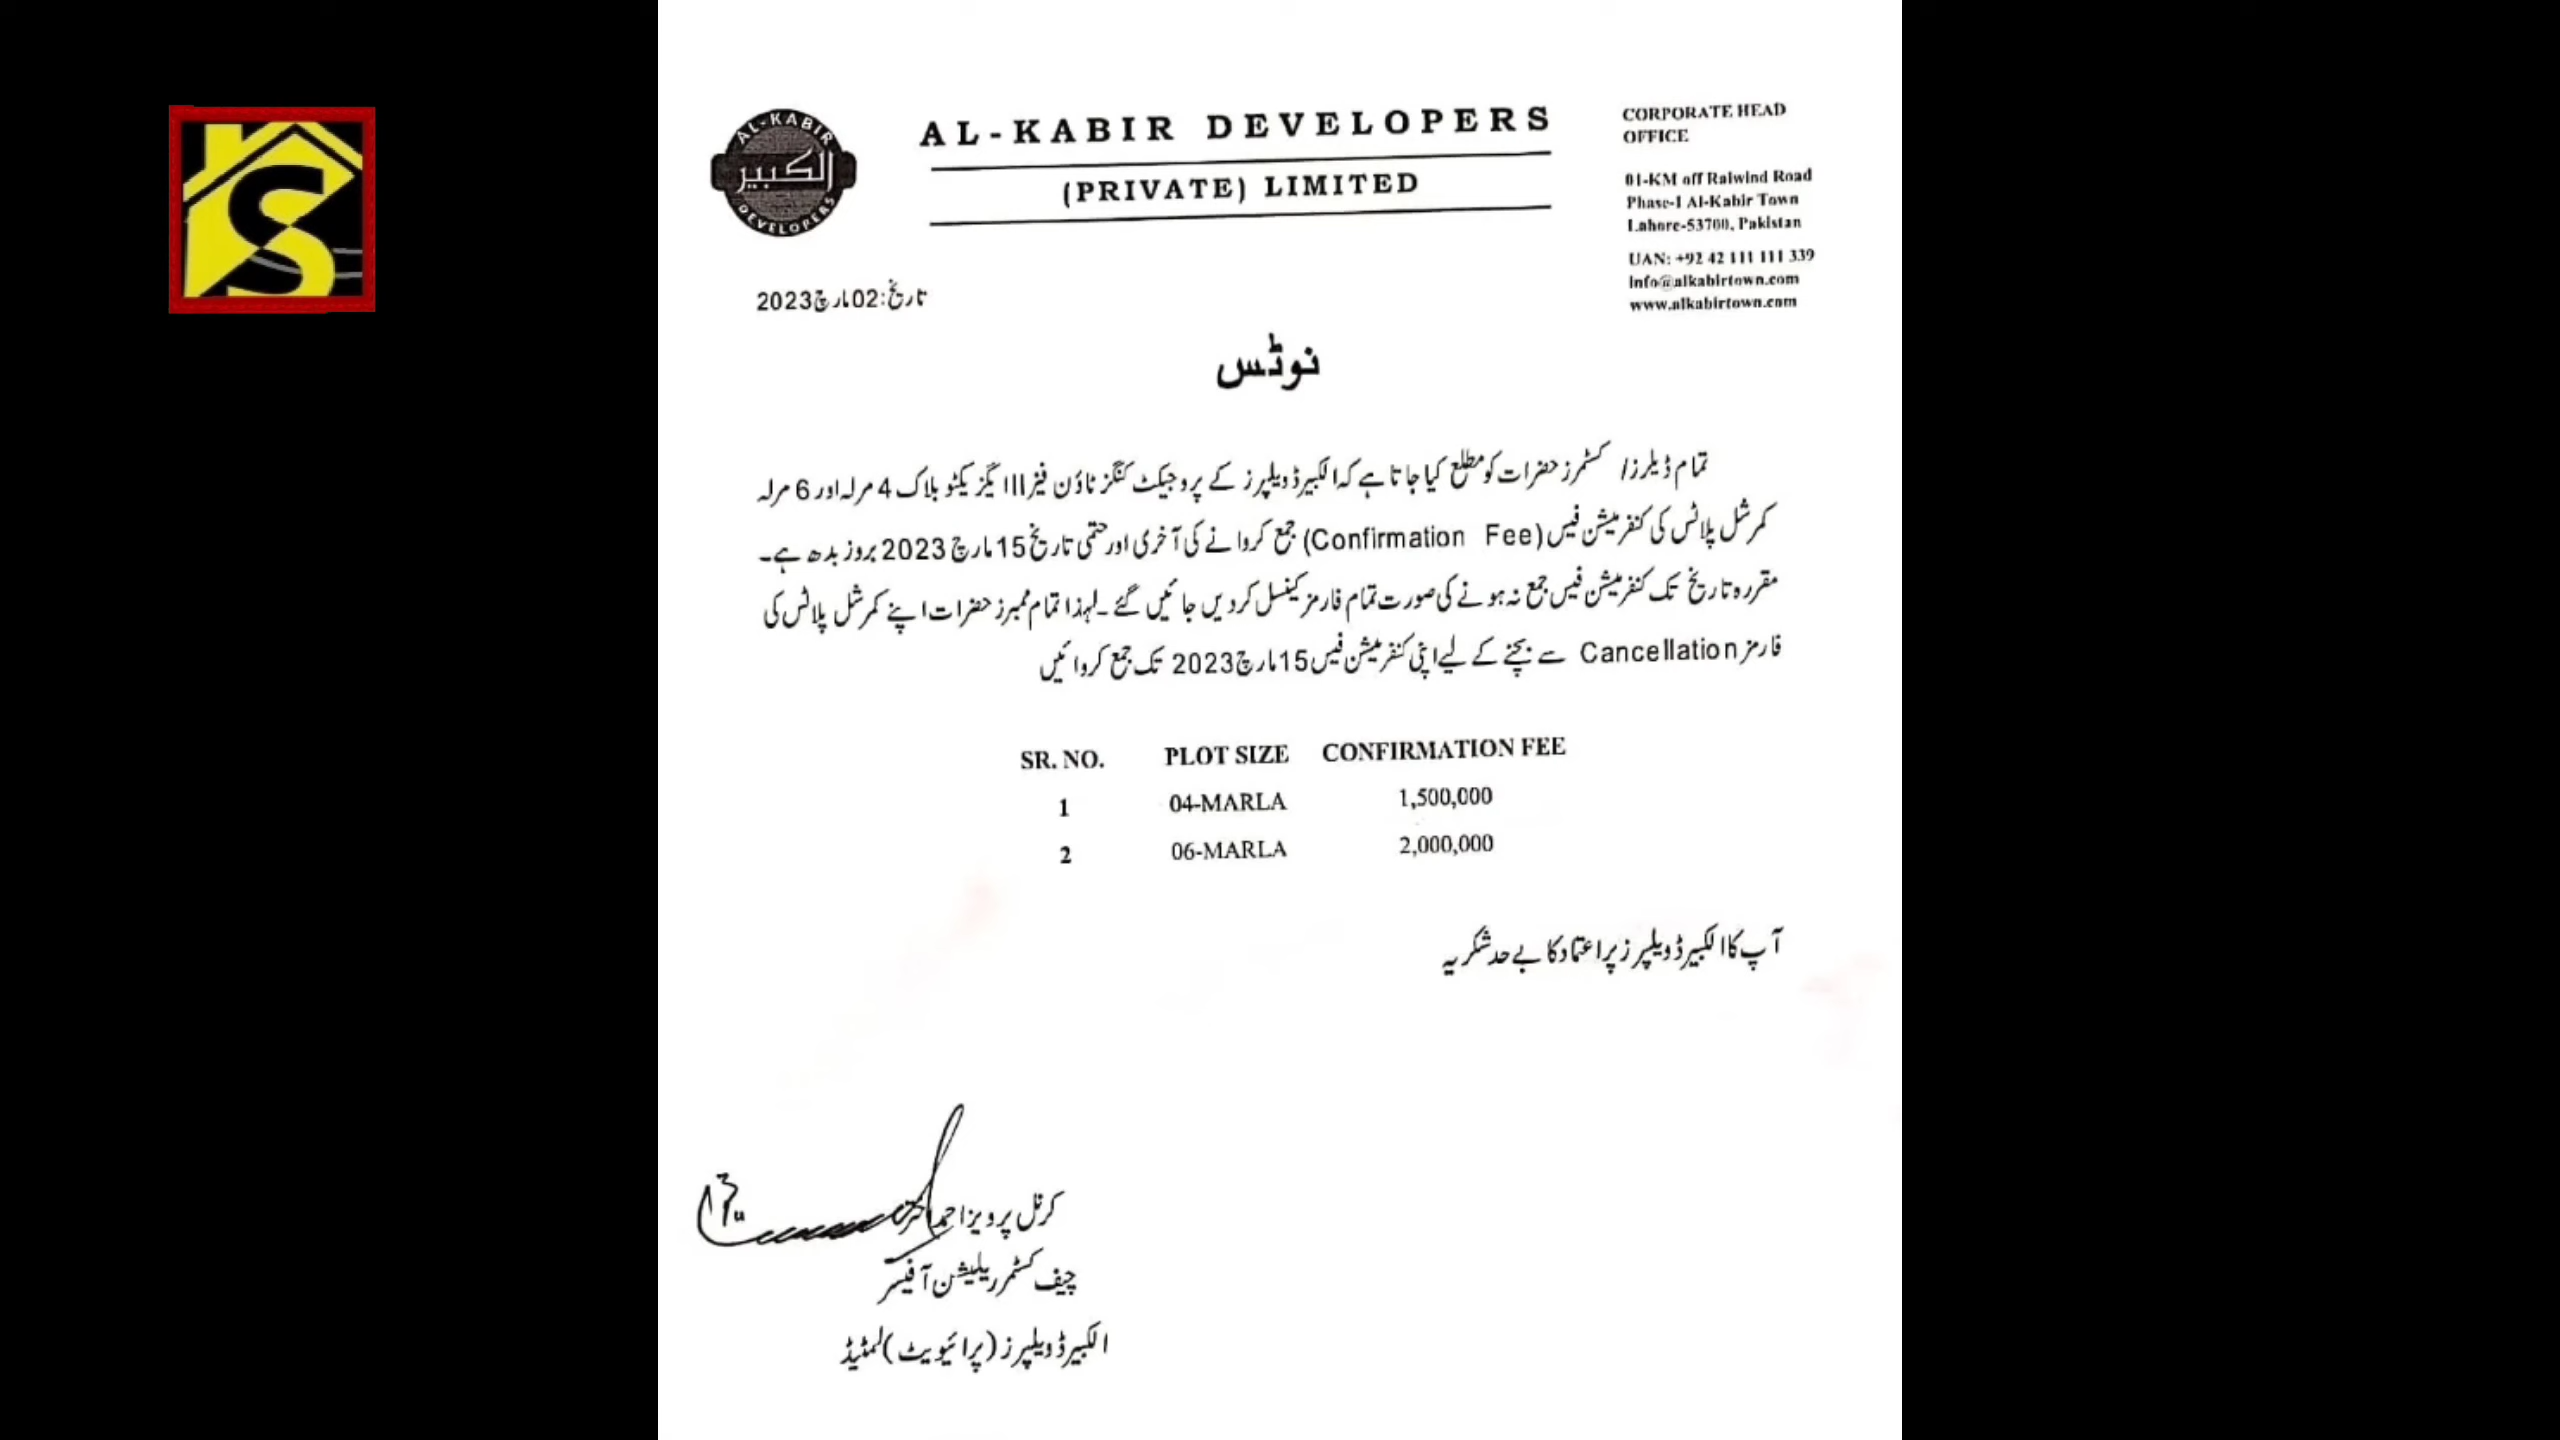 AL-KABIR
الكبير
DEVELOPERS
AL-KABIR DEVELOPERS
(PRIVATE) LIMITED
CORPORATE HEAD
OFFICE
01-KM off Raiwind Road
Phase-1 Al-Kabir Town
Lahore-53700, Pakistan
UAN: +92 42 111 111 339
info@alkabirtown.com
www.alkabirtown.com
تاریخ:02مارچ2023
نوٹس
تمام ڈیلرز/ کسٹمرز حضرات کو مطلع کیا جاتا ہے کہ الکبیر ڈویلپرز کے پروجیکٹ کنگز ٹاؤن فیز III ایگزیکٹو بلاک 4 مرلہ اور 6 مرلہ
کمرشل پلاٹس کی کنفرمیشن فیس (Confirmation Fee) جمع کروانے کی آخری اور حتمی تاریخ 15 مارچ 2023 بروز بدھ ہے۔
مقررہ تاریخ تک کنفرمیشن فیس جمع نہ ہونے کی صورت تمام فارمز کینسل کر دیں جائیں گئے ۔لہذا تمام ممبرز حضرات اپنے کمرشل پلاٹس کی
فارمز Cancellation سے بچنے کے لیے اپنی کنفرمیشن فیس 15 مارچ 2023 تک جمع کروائیں
SR. NO. PLOT SIZE CONFIRMATION FEE
1 04-MARLA 1,500,000
2 06-MARLA 2,000,000
آپ کا الکبیر ڈویلپرز پر اعتماد کا بے حد شکریہ
کرنل پرویز احمد اختر
چیف کسٹمر ریلیشن آفیسر
الکبیر ڈویلپرز (پرائیویٹ) لمٹیڈ
S